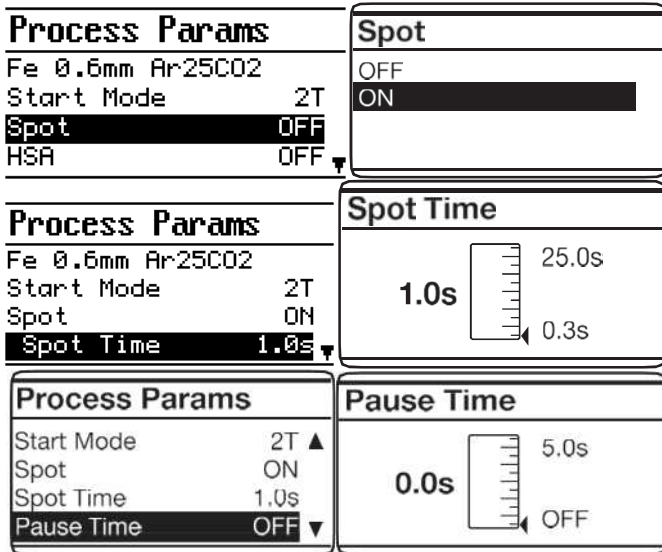 Process Params
Fe 0.6mm Ar25CO2
Start Mode 2T
Spot OFF
HSA OFF
Spot
OFF
ON
Process Params
Fe 0.6mm Ar25CO2
Start Mode 2T
Spot ON
Spot Time 1.0s
Spot Time
25.0s
1.0s
0.3s
Process Params
Start Mode 2T
Spot ON
Spot Time 1.0s
Pause Time OFF
Pause Time
5.0s
0.0s
OFF